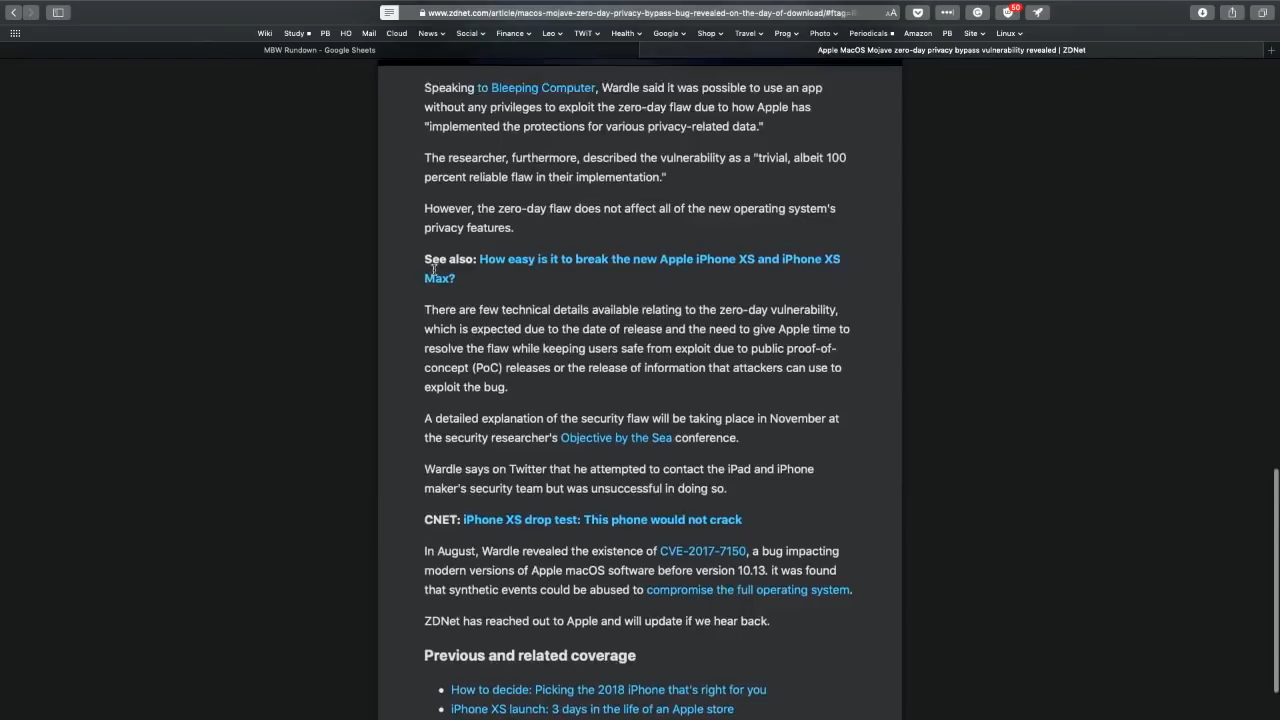 www.zdnet.com/article/macos-mojave-zero-day-privacy-bypass-bug-revealed-on-the-day-of-download/#ftag=
AA
50
Wiki Study PB HO Mail Cloud News Social Finance Leo TWiT Health Google Shop Travel Prog Photo Periodicals Amazon PB Site Linux
MBW Rundown - Google Sheets
Apple MacOS Mojave zero-day privacy bypass vulnerability revealed | ZDNet
Speaking to Bleeping Computer, Wardle said it was possible to use an app
without any privileges to exploit the zero-day flaw due to how Apple has
"implemented the protections for various privacy-related data."
The researcher, furthermore, described the vulnerability as a "trivial, albeit 100
percent reliable flaw in their implementation."
However, the zero-day flaw does not affect all of the new operating system's
privacy features.
See also: How easy is it to break the new Apple iPhone XS and iPhone XS
Max?
There are few technical details available relating to the zero-day vulnerability,
which is expected due to the date of release and the need to give Apple time to
resolve the flaw while keeping users safe from exploit due to public proof-of-
concept (PoC) releases or the release of information that attackers can use to
exploit the bug.
A detailed explanation of the security flaw will be taking place in November at
the security researcher's Objective by the Sea conference.
Wardle says on Twitter that he attempted to contact the iPad and iPhone
maker's security team but was unsuccessful in doing so.
CNET: iPhone XS drop test: This phone would not crack
In August, Wardle revealed the existence of CVE-2017-7150, a bug impacting
modern versions of Apple macOS software before version 10.13. it was found
that synthetic events could be abused to compromise the full operating system.
ZDNet has reached out to Apple and will update if we hear back.
Previous and related coverage
• How to decide: Picking the 2018 iPhone that's right for you
• iPhone XS launch: 3 days in the life of an Apple store